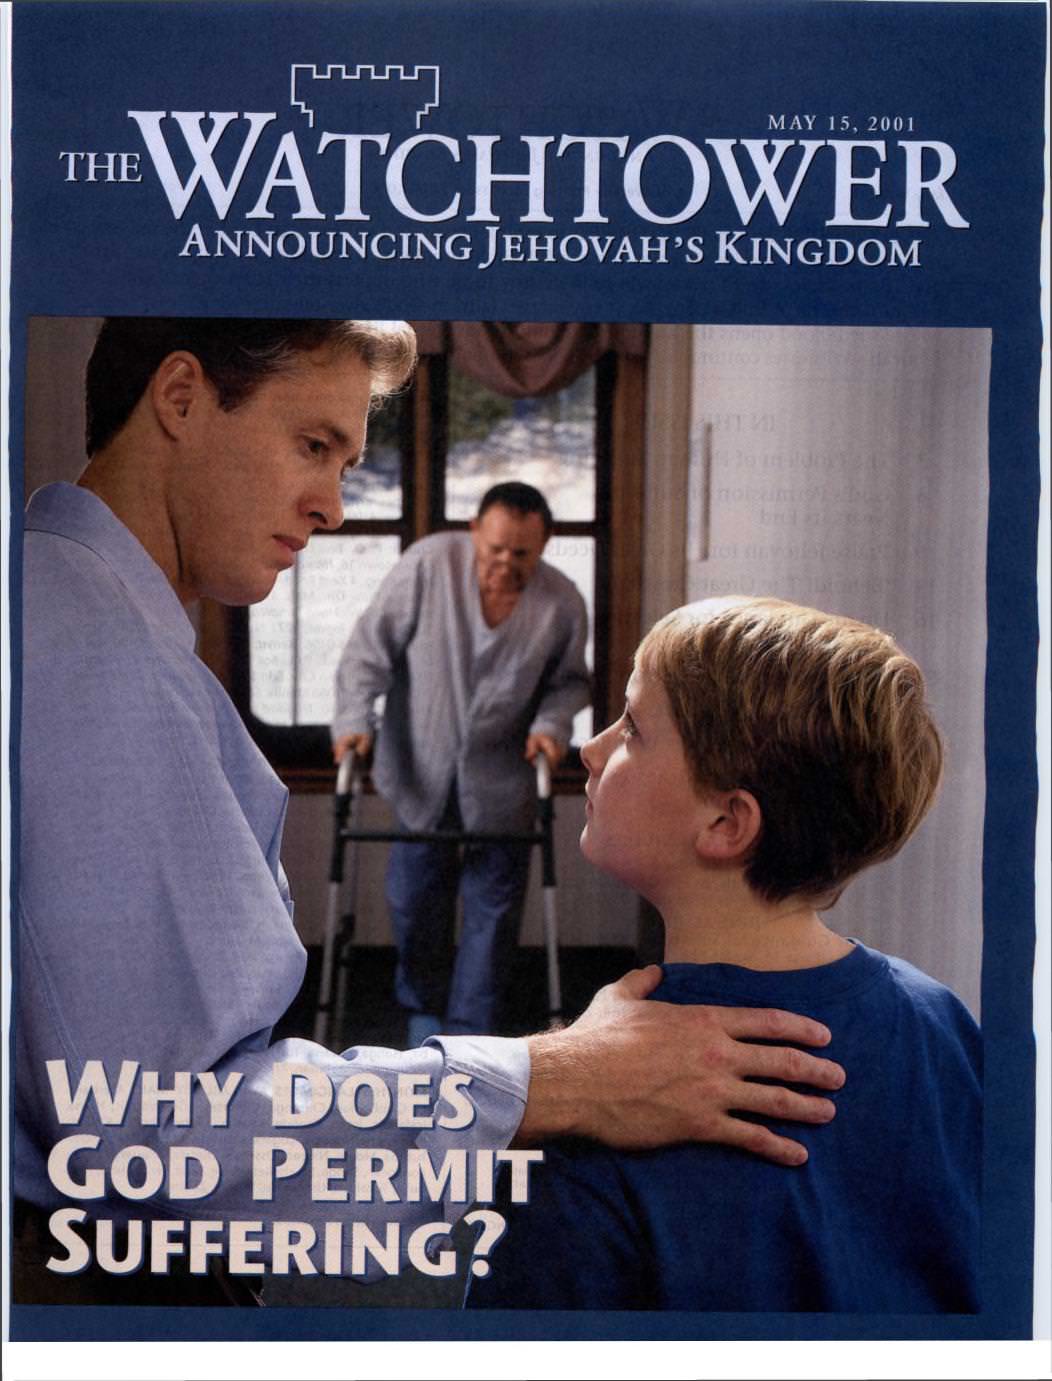 MAY 15, 2001
THE WATCHTOWER
ANNOUNCING JEHOVAH'S KINGDOM
WHY DOES
GOD PERMIT
SUFFERING?